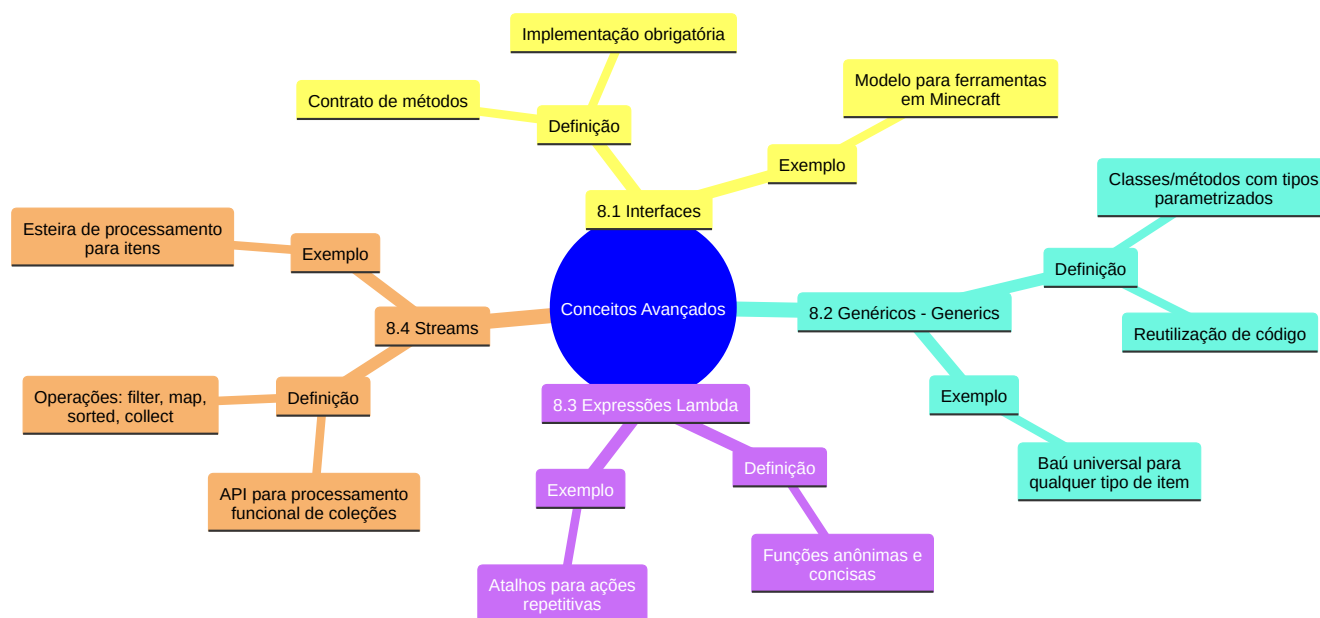 Conceitos Avançados
8.1 Interfaces
Definição
Contrato de métodos
Implementação obrigatória
Exemplo
Modelo para ferramentas
em Minecraft
8.2 Genéricos - Generics
Definição
Classes/métodos com tipos
parametrizados
Reutilização de código
Exemplo
Baú universal para
qualquer tipo de item
8.3 Expressões Lambda
Definição
Funções anônimas e
concisas
Exemplo
Atalhos para ações
repetitivas
8.4 Streams
Definição
API para processamento
funcional de coleções
Operações: filter, map,
sorted, collect
Exemplo
Esteira de processamento
para itens